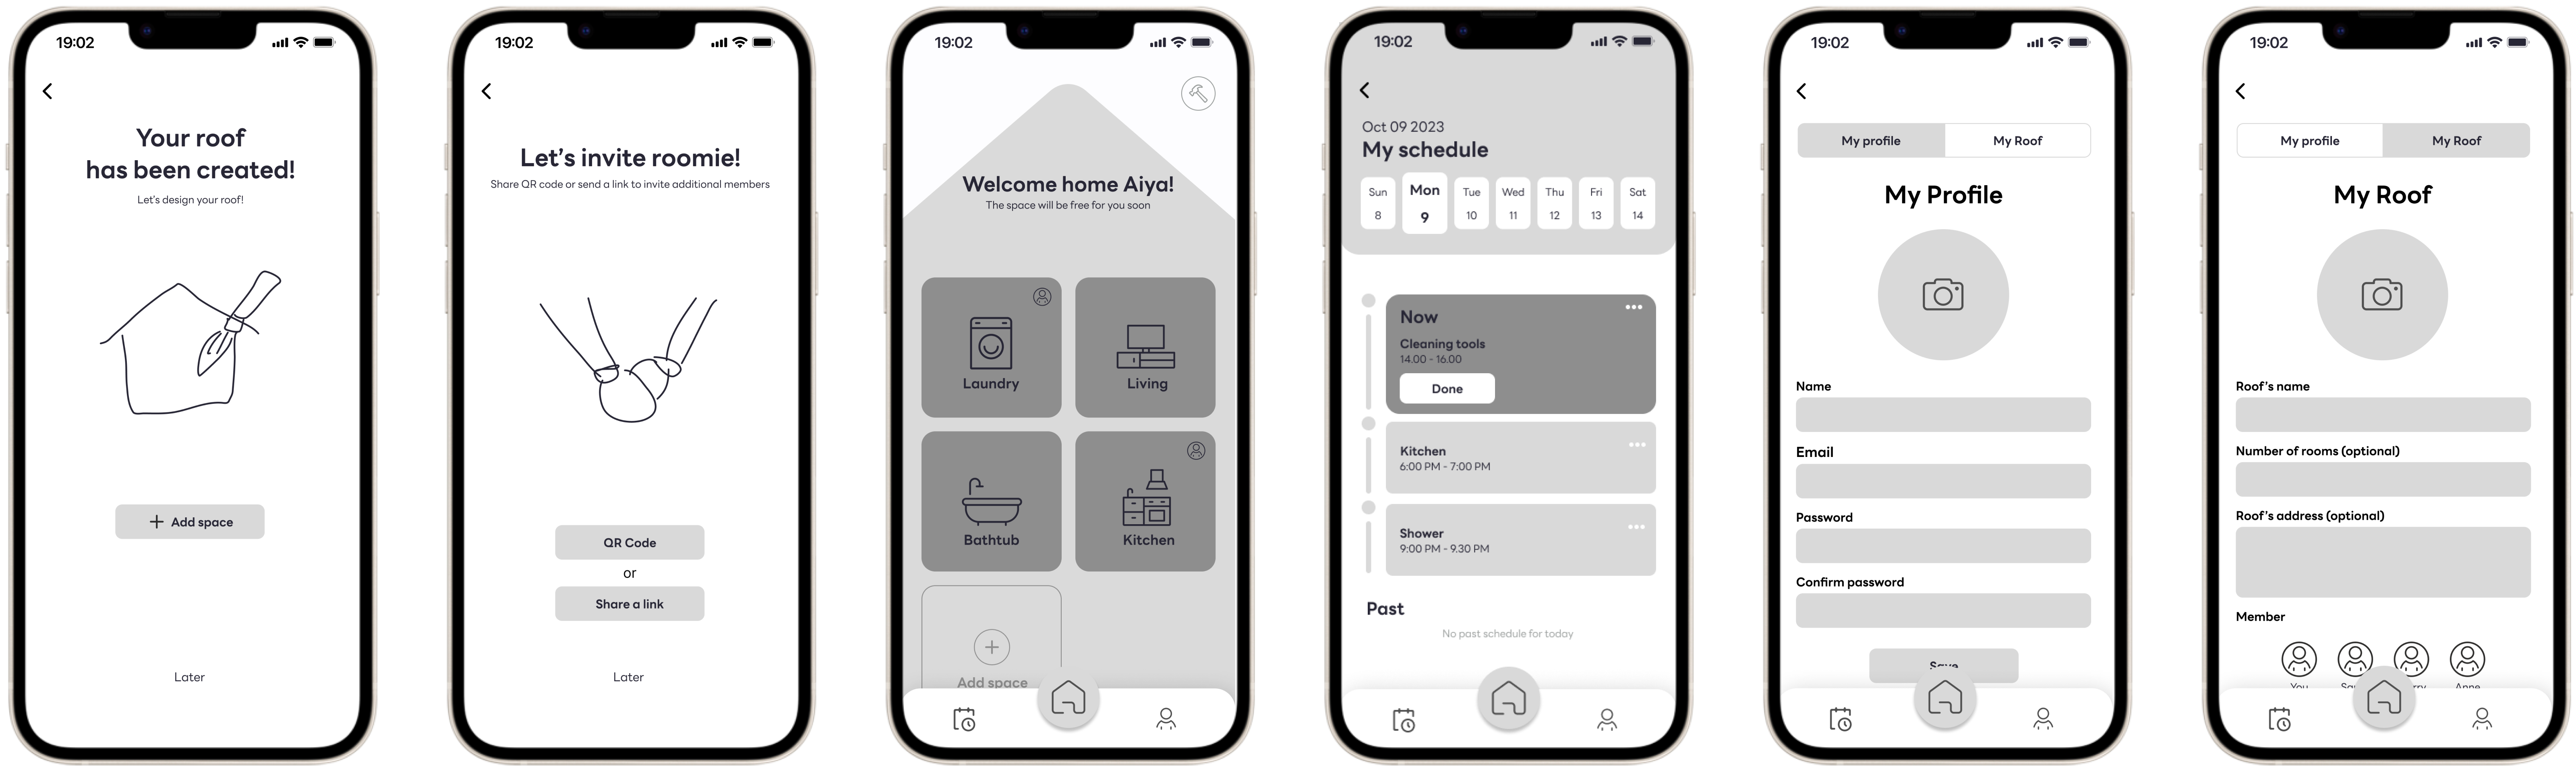 19:02
Your roof
has been created!
Let's design your roof!
+ Add space
Later
19:02
Let's invite roomie!
Share QR code or send a link to invite additional members
QR Code
or
Share a link
Later
19:02
Welcome home Aiya!
The space will be free for you soon
Laundry
Living
Bathtub
Kitchen
Add space
19:02
Oct 09 2023
My schedule
Sun Mon Tue Wed Thu Fri Sat
8 9 10 11 12 13 14
Now
Cleaning tools
14.00 - 16.00
Done
Kitchen
6:00 PM - 7:00 PM
Shower
9:00 PM - 9.30 PM
Past
No past schedule for today
19:02
My profile My Roof
My Profile
Name
Email
Password
Confirm password
Save
19:02
My profile My Roof
My Roof
Roof's name
Number of rooms (optional)
Roof's address (optional)
Member
You Anne